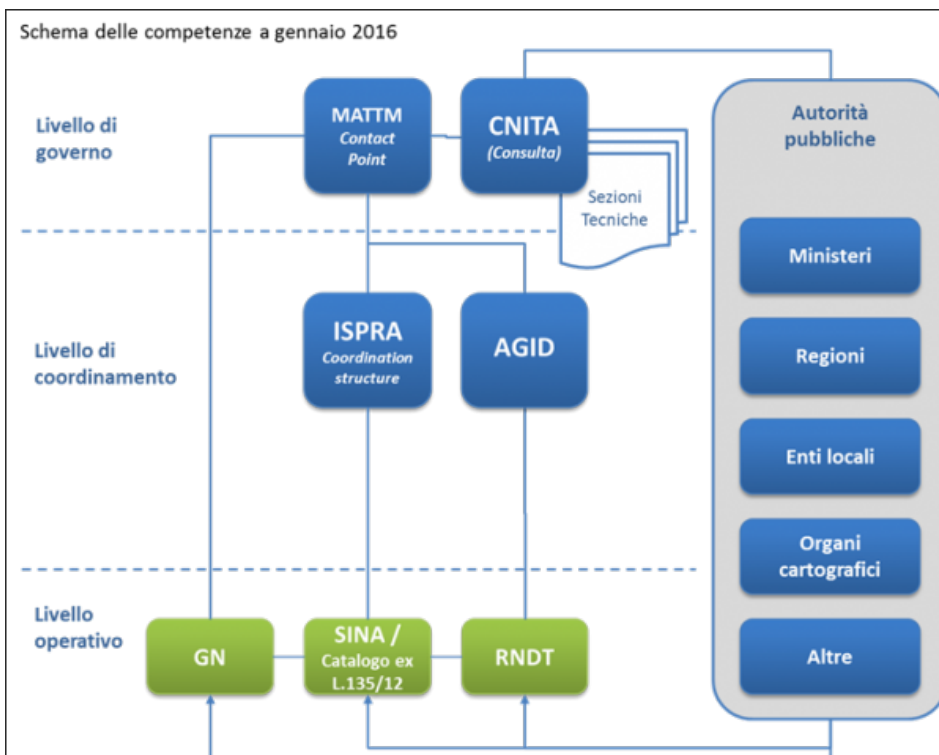 Schema delle competenze a gennaio 2016
Livello di
governo
MATTM
Contact
Point
CNITA
(Consulta)
Sezioni
Tecniche
Autorità
pubbliche
Ministeri
Regioni
Enti locali
Organi
cartografici
Altre
Livello di
coordinamento
ISPRA
Coordination
structure
AGID
Livello
operativo
GN
SINA /
Catalogo ex
L.135/12
RNDT